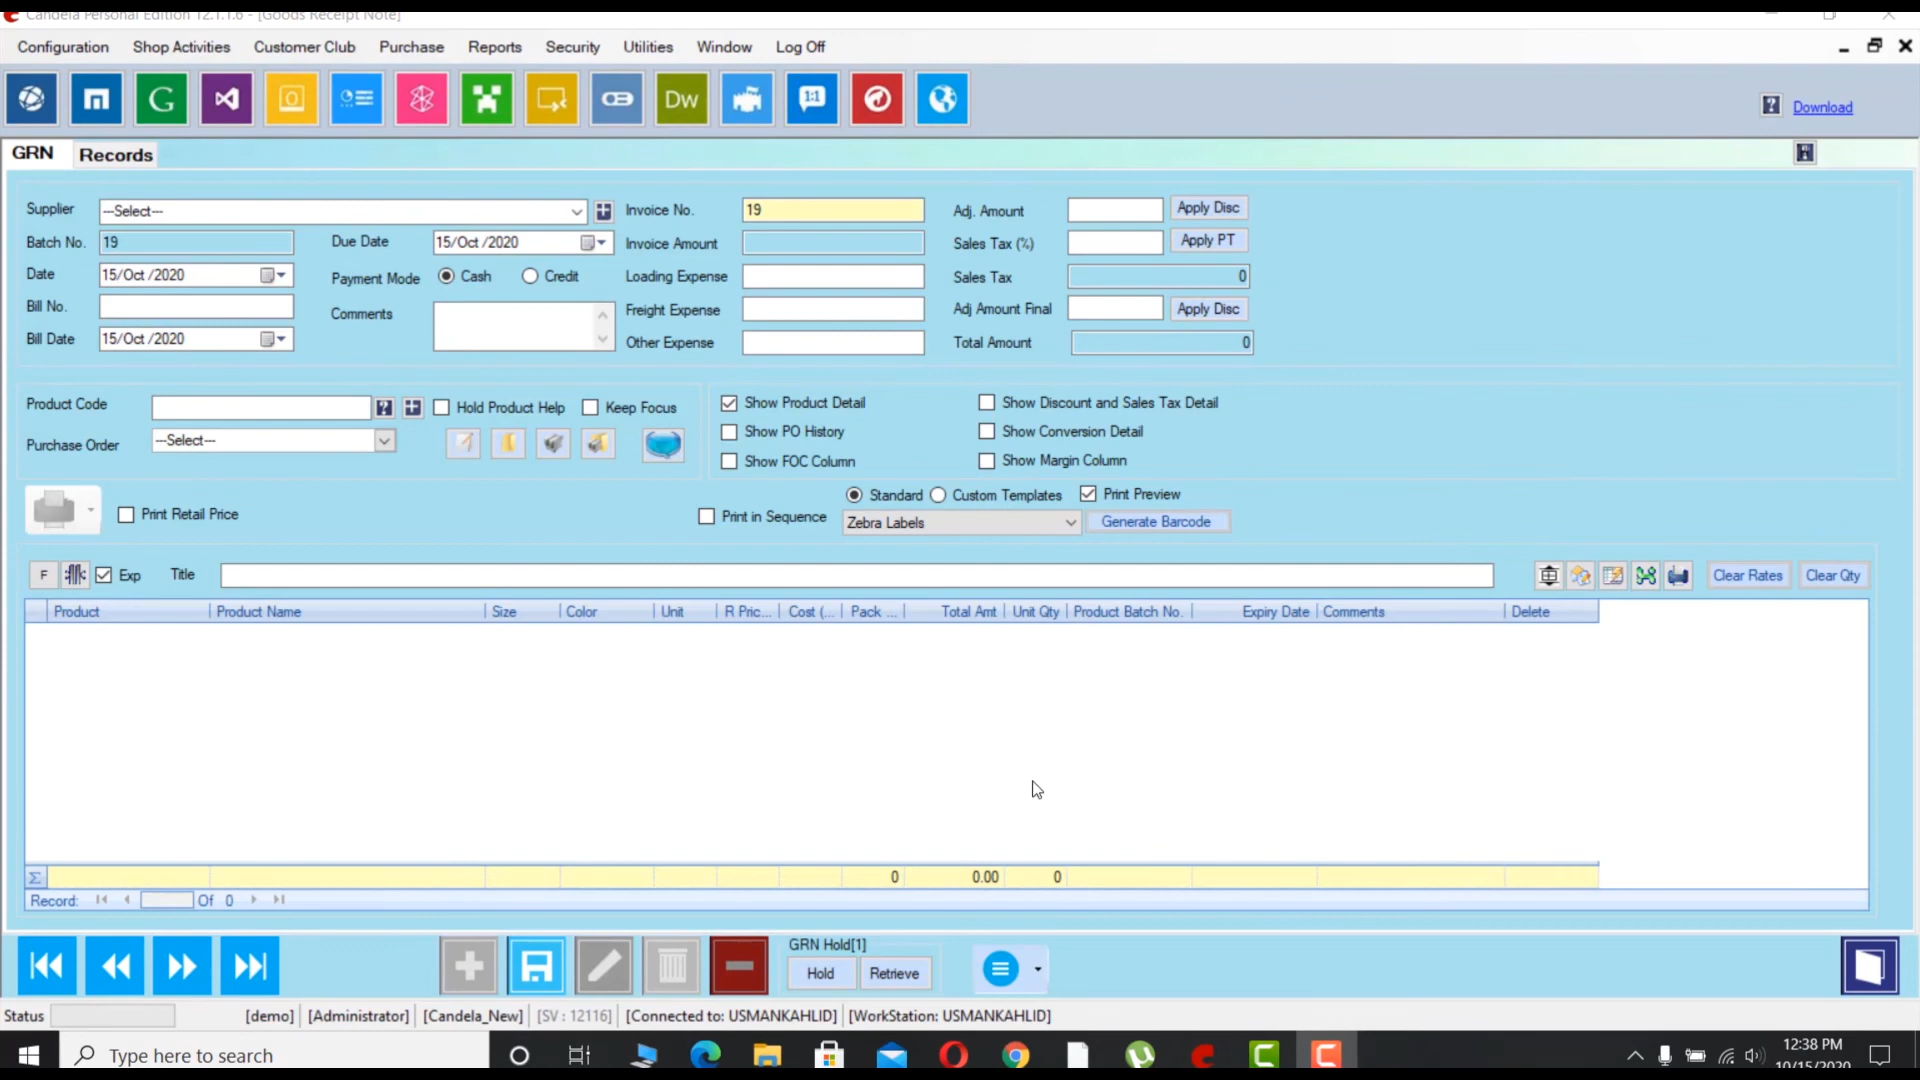 Candela Personal Edition 12.1.1.6 - [Goods Receipt Note]
Configuration Shop Activities Customer Club Purchase Reports Security Utilities Window Log Off
G Dw 1:1 ? Download
GRN Records
Supplier ---Select--- Invoice No. 19 Adj. Amount Apply Disc
Batch No. 19 Due Date 15/Oct /2020 Invoice Amount Sales Tax (%) Apply PT
Date 15/Oct /2020 Payment Mode Cash Credit Loading Expense Sales Tax 0
Bill No. Comments Freight Expense Adj Amount Final Apply Disc
Bill Date 15/Oct /2020 Other Expense Total Amount 0
Product Code ? Hold Product Help Keep Focus Show Product Detail Show Discount and Sales Tax Detail
Purchase Order ---Select--- Show PO History Show Conversion Detail
Show FOC Column Show Margin Column
Standard Custom Templates Print Preview
Print Retail Price Print in Sequence Zebra Labels Generate Barcode
F Exp Title Clear Rates Clear Qty
Product Product Name Size Color Unit R Pric... Cost (... Pack ... Total Amt Unit Qty Product Batch No. Expiry Date Comments Delete
Σ 0 0.00 0
Record: Of 0
GRN Hold[1]
Hold Retrieve
Status [demo] [Administrator] [Candela_New] [SV : 12116] [Connected to: USMANKAHLID] [WorkStation: USMANKAHLID]
Type here to search 12:38 PM
10/15/2020